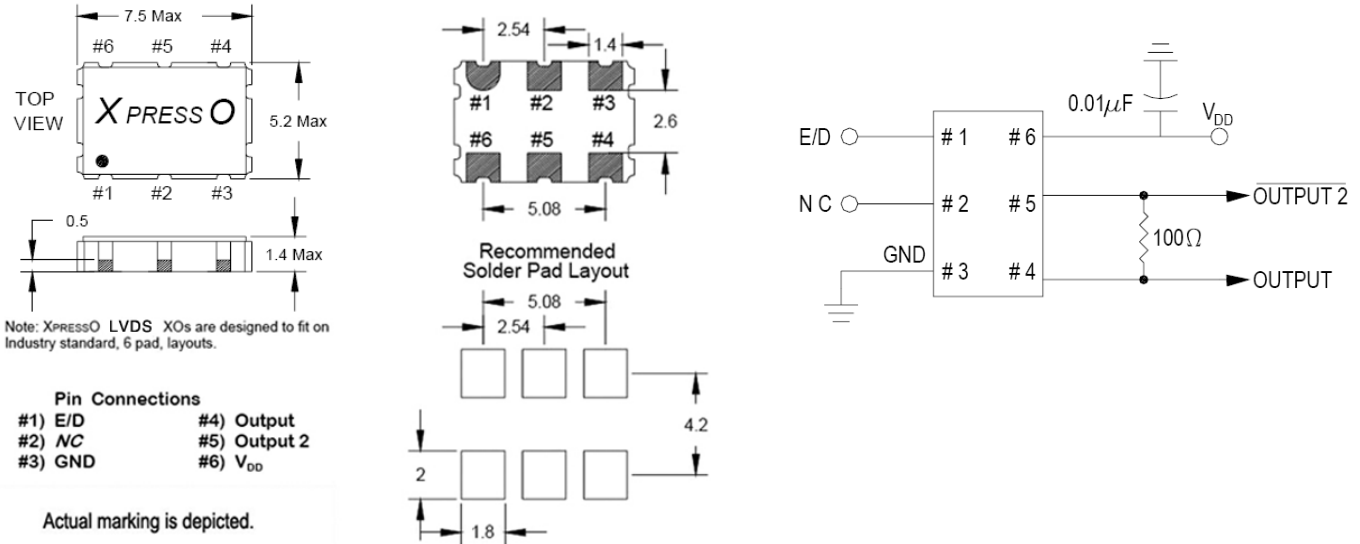 7.5 Max
#6 #5 #4
TOP
VIEW
XPRESSO
5.2 Max
#1 #2 #3
0.5
1.4 Max
Note: XPRESSO LVDS XOs are designed to fit on
Industry standard, 6 pad, layouts.
Pin Connections
#1) E/D #4) Output
#2) NC #5) Output 2
#3) GND #6) VDD
Actual marking is depicted.
2.54
1.4
#1 #2 #3
2.6
#6 #5 #4
5.08
Recommended
Solder Pad Layout
5.08
2.54
4.2
2
1.8
0.01μF
VDD
E/D #1 #6
N C #2 #5 OUTPUT 2
100Ω
GND
#3 #4 OUTPUT